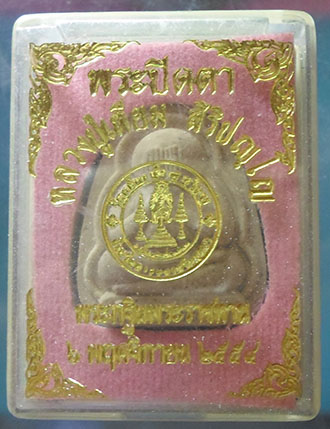 พระปิดตา
หลวงปู่เทียม สิริปญฺโญ
พระกฐินพระราชทาน
๖ พฤศจิกายน ๒๕๕๔